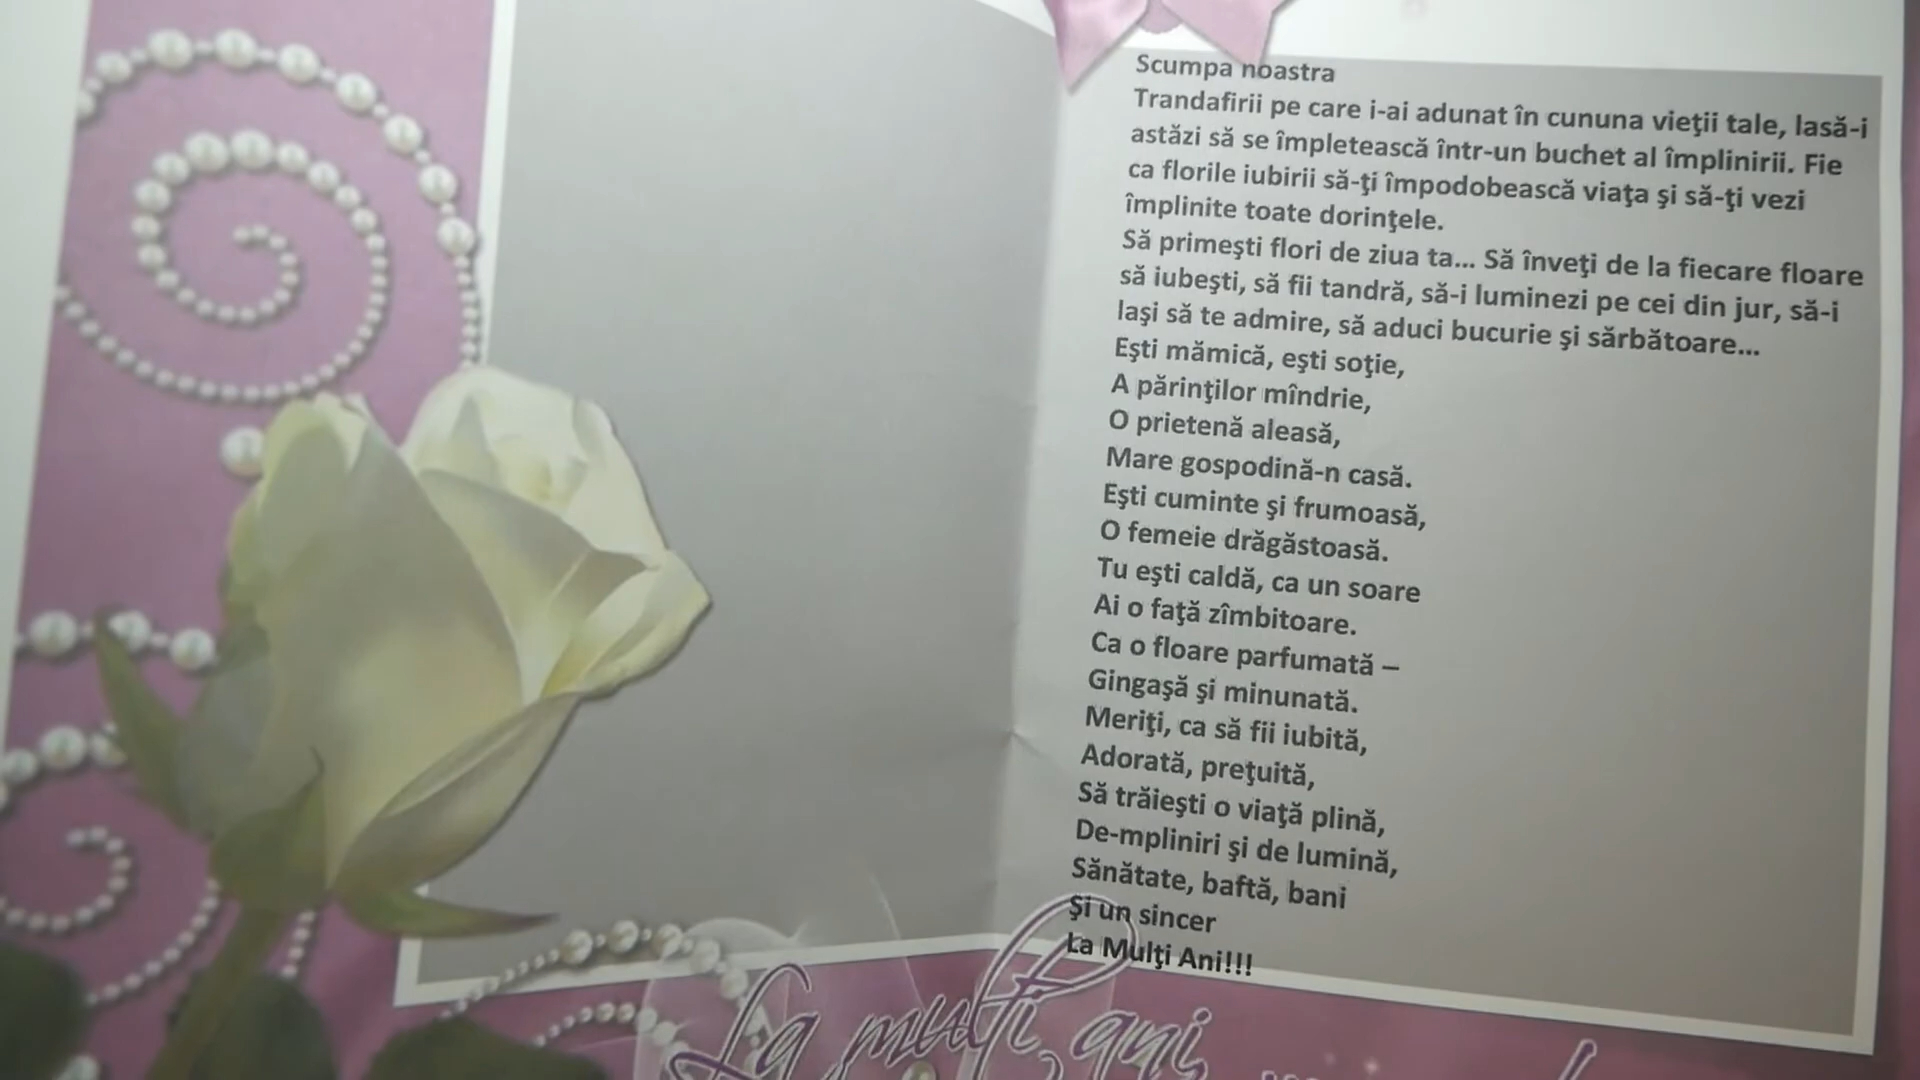 Scumpa noastra
Trandafirii pe care i-ai adunat în cununa vieţii tale, lasă-i
astăzi să se împletească într-un buchet al împlinirii. Fie
ca florile iubirii să-ţi împodobească viaţa şi să-ţi vezi
împlinite toate dorinţele.
Să primeşti flori de ziua ta... Să înveţi de la fiecare floare
să iubeşti, să fii tandră, să-i luminezi pe cei din jur, să-i
laşi să te admire, să aduci bucurie şi sărbătoare...
Eşti mămică, eşti soţie,
A părinţilor mîndrie,
O prietenă aleasă,
Mare gospodină-n casă.
Eşti cuminte şi frumoasă,
O femeie drăgăstoasă.
Tu eşti caldă, ca un soare
Ai o faţă zîmbitoare.
Ca o floare parfumată –
Gingaşă şi minunată.
Meriţi, ca să fii iubită,
Adorată, preţuită,
Să trăieşti o viaţă plină,
De-mpliniri şi de lumină,
Sănătate, baftă, bani
Şi un sincer
La Mulţi Ani!!!
La mulţi ani